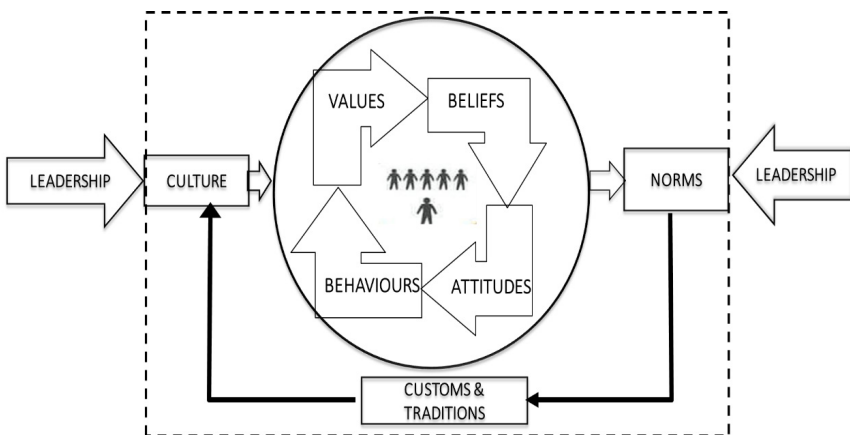 VALUES
BELIEFS
LEADERSHIP
CULTURE
NORMS
LEADERSHIP
BEHAVIOURS
ATTITUDES
CUSTOMS &
TRADITIONS